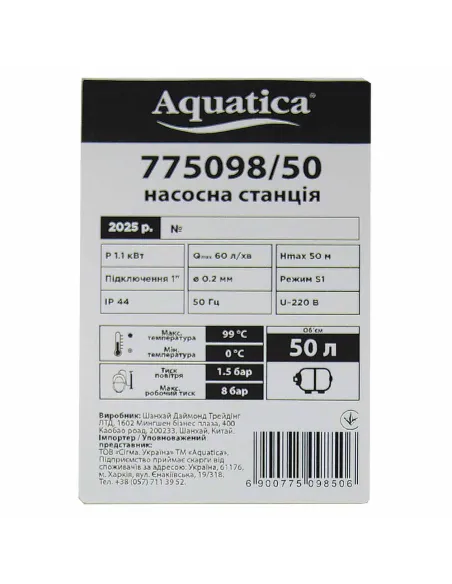 Aquatica®
775098/50
насосна станція
2025 р. №
P 1.1 кВт Qmax 60 л/хв Hmax 50 м
Підключення 1" ø 0.2 мм Режим S1
IP 44 50 Гц U~220 В
Макс. температура 99 °C
Мін. температура 0 °C
Тиск повітря 1.5 бар
Макс. робочий тиск 8 бар
Об'єм
50 л
Виробник: Шанхай Даймонд Трейдінг
ЛТД, 1602 Мингшен бізнес плаза, 400
Каобао роад, 200233, Шанхай, Китай.
Імпортер / Уповноважений
представник:
ТОВ «Сігма. Україна» ТМ «Aquatica»,
Підприємство приймає скарги від
споживачів за адресою: Україна, 61176,
м. Харків, вул. Єнакіївська, 19/318,
Тел. +38 (057) 711 39 52.
6 900775 098506